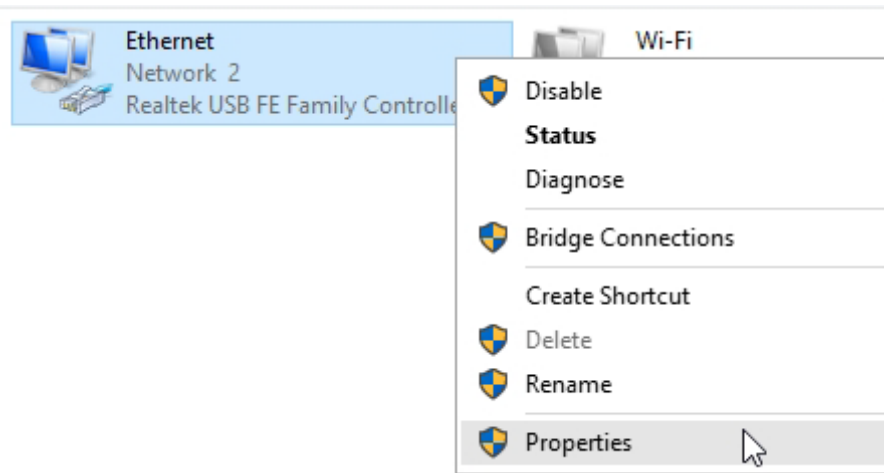 Ethernet
Network 2
Realtek USB FE Family Controlle
Wi-Fi
Disable
Status
Diagnose
Bridge Connections
Create Shortcut
Delete
Rename
Properties